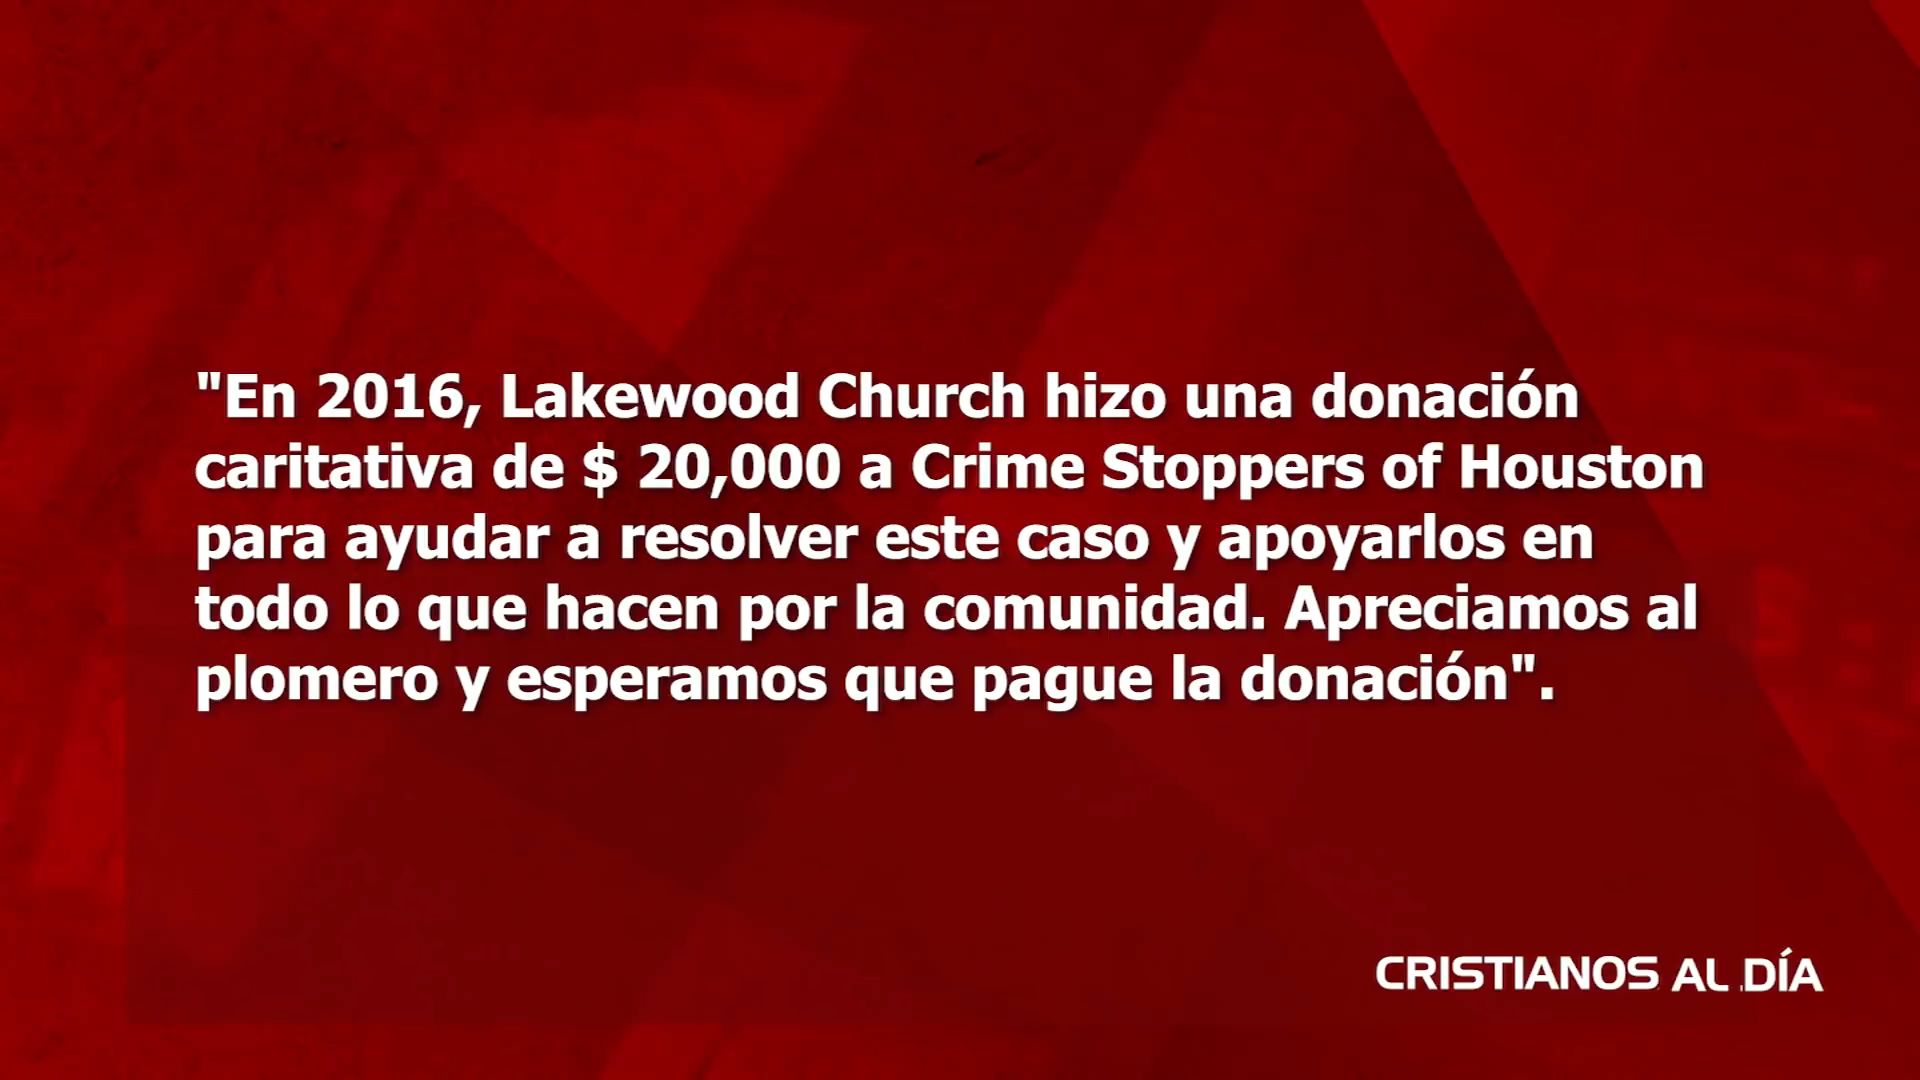 "En 2016, Lakewood Church hizo una donación
caritativa de $ 20,000 a Crime Stoppers of Houston
para ayudar a resolver este caso y apoyarlos en
todo lo que hacen por la comunidad. Apreciamos al
plomero y esperamos que pague la donación".
CRISTIANOS AL DÍA